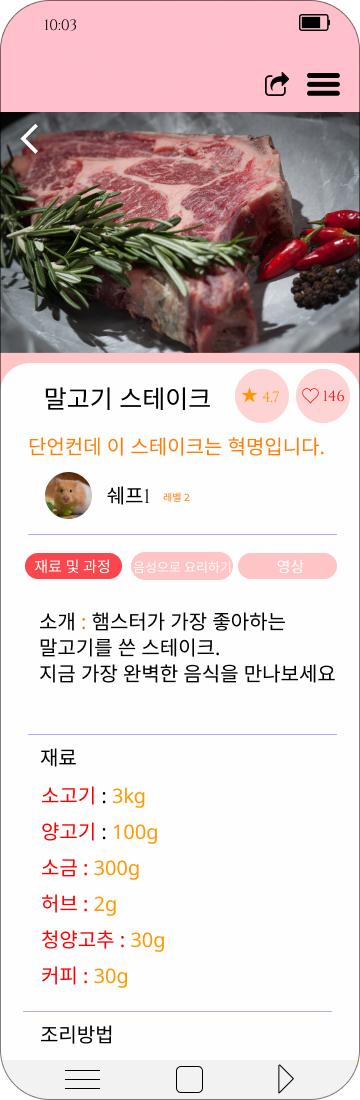 10:03
말고기 스테이크
4.7
146
단언컨데 이 스테이크는 혁명입니다.
쉐프1 레벨 2
재료 및 과정 음성으로 요리하기 영상
소개 : 햄스터가 가장 좋아하는
말고기를 쓴 스테이크.
지금 가장 완벽한 음식을 만나보세요
재료
소고기 : 3kg
양고기 : 100g
소금 : 300g
허브 : 2g
청양고추 : 30g
커피 : 30g
조리방법